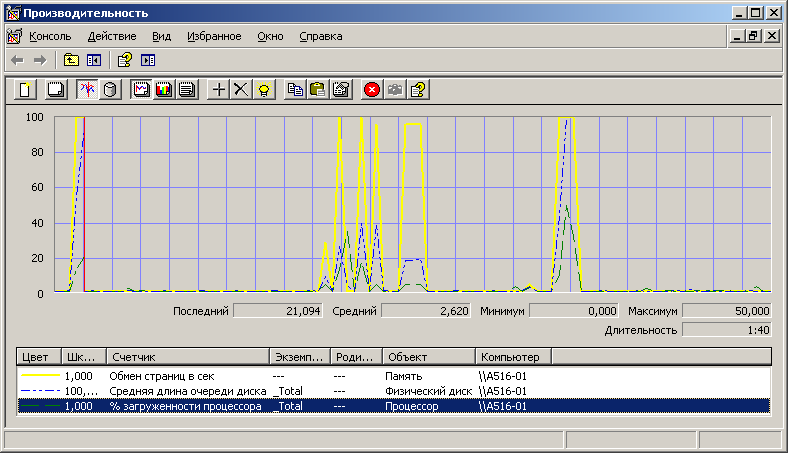 Производительность
Консоль Действие Вид Избранное Окно Справка
100
80
60
40
20
0
Последний 21,094 Средний 2,620 Минимум 0,000 Максимум 50,000
Длительность 1:40
Цвет Шк... Счетчик Экземп... Роди... Объект Компьютер
1,000 Обмен страниц в сек --- --- Память \\A516-01
100,... Средняя длина очереди диска _Total --- Физический диск \\A516-01
1,000 % загруженности процессора _Total --- Процессор \\A516-01